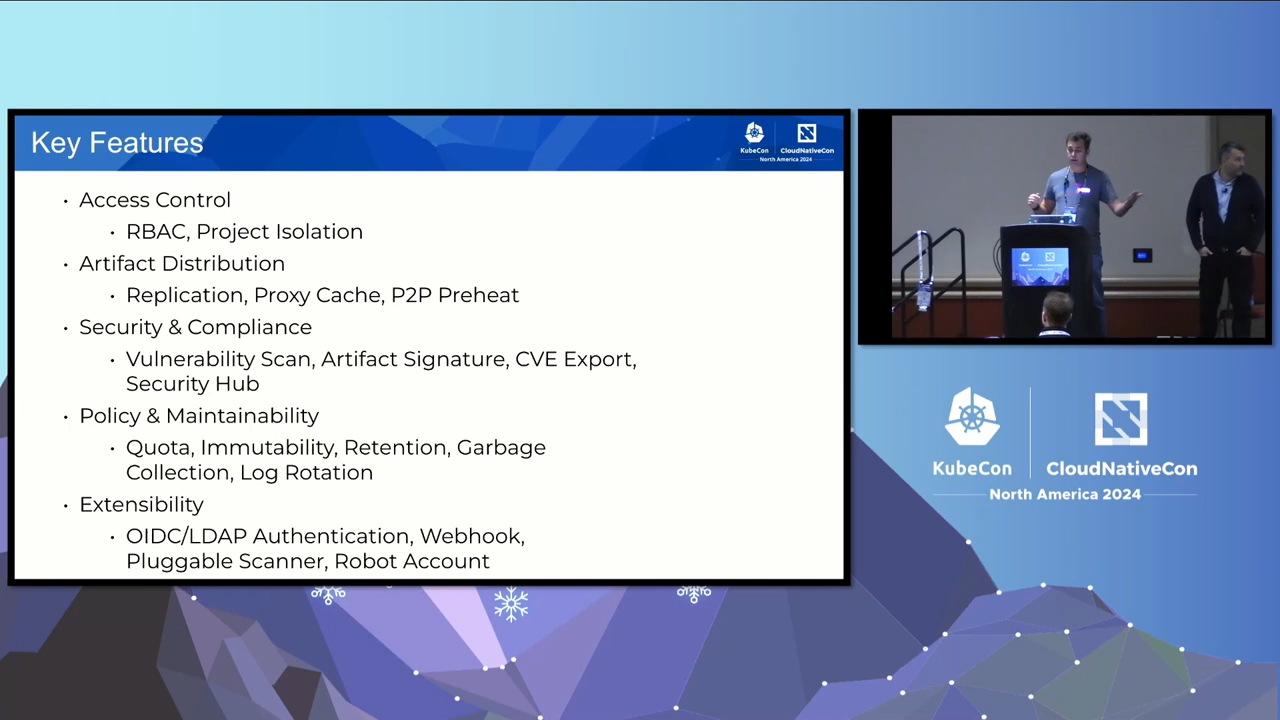 Key Features
KubeCon
CloudNativeCon
North America 2024
• Access Control
• RBAC, Project Isolation
• Artifact Distribution
• Replication, Proxy Cache, P2P Preheat
• Security & Compliance
• Vulnerability Scan, Artifact Signature, CVE Export,
Security Hub
• Policy & Maintainability
• Quota, Immutability, Retention, Garbage
Collection, Log Rotation
• Extensibility
• OIDC/LDAP Authentication, Webhook,
Pluggable Scanner, Robot Account
KubeCon
CloudNativeCon
North America 2024